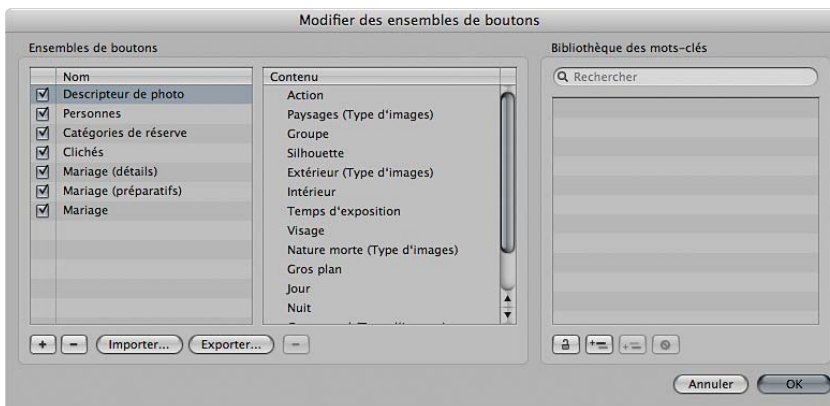 Modifier des ensembles de boutons
Ensembles de boutons
Nom
Descripteur de photo
Personnes
Catégories de réserve
Clichés
Mariage (détails)
Mariage (préparatifs)
Mariage
Contenu
Action
Paysages (Type d'images)
Groupe
Silhouette
Extérieur (Type d'images)
Intérieur
Temps d'exposition
Visage
Nature morte (Type d'images)
Gros plan
Jour
Nuit
+
-
Importer...
Exporter...
-
Bibliothèque des mots-clés
Rechercher
Annuler
OK